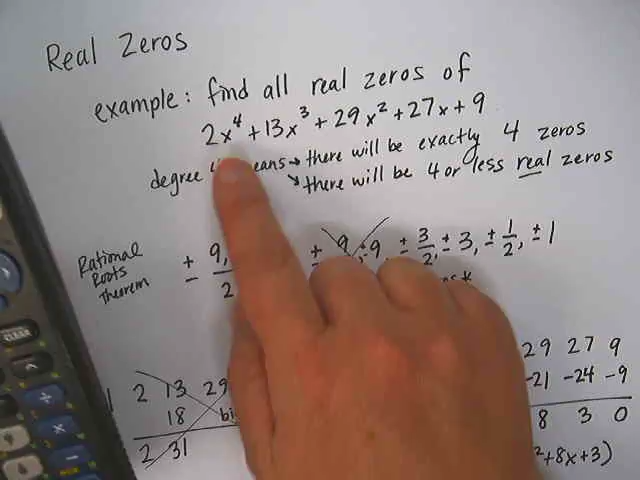 Real Zeros
example: find all real zeros of
2x⁴ + 13x³ + 29x² + 27x + 9
degree → there will be exactly 4 zeros
↘ there will be 4 or less real zeros
Rational
Roots
Theorem
± 9, ± 9, ±9 ± 3/2, ± 3, ± 1/2, ± 1
2
2 13 29
18
2 31
29 27 9
-21 -24 -9
8 3 0
²+8x+3)
CLEAR